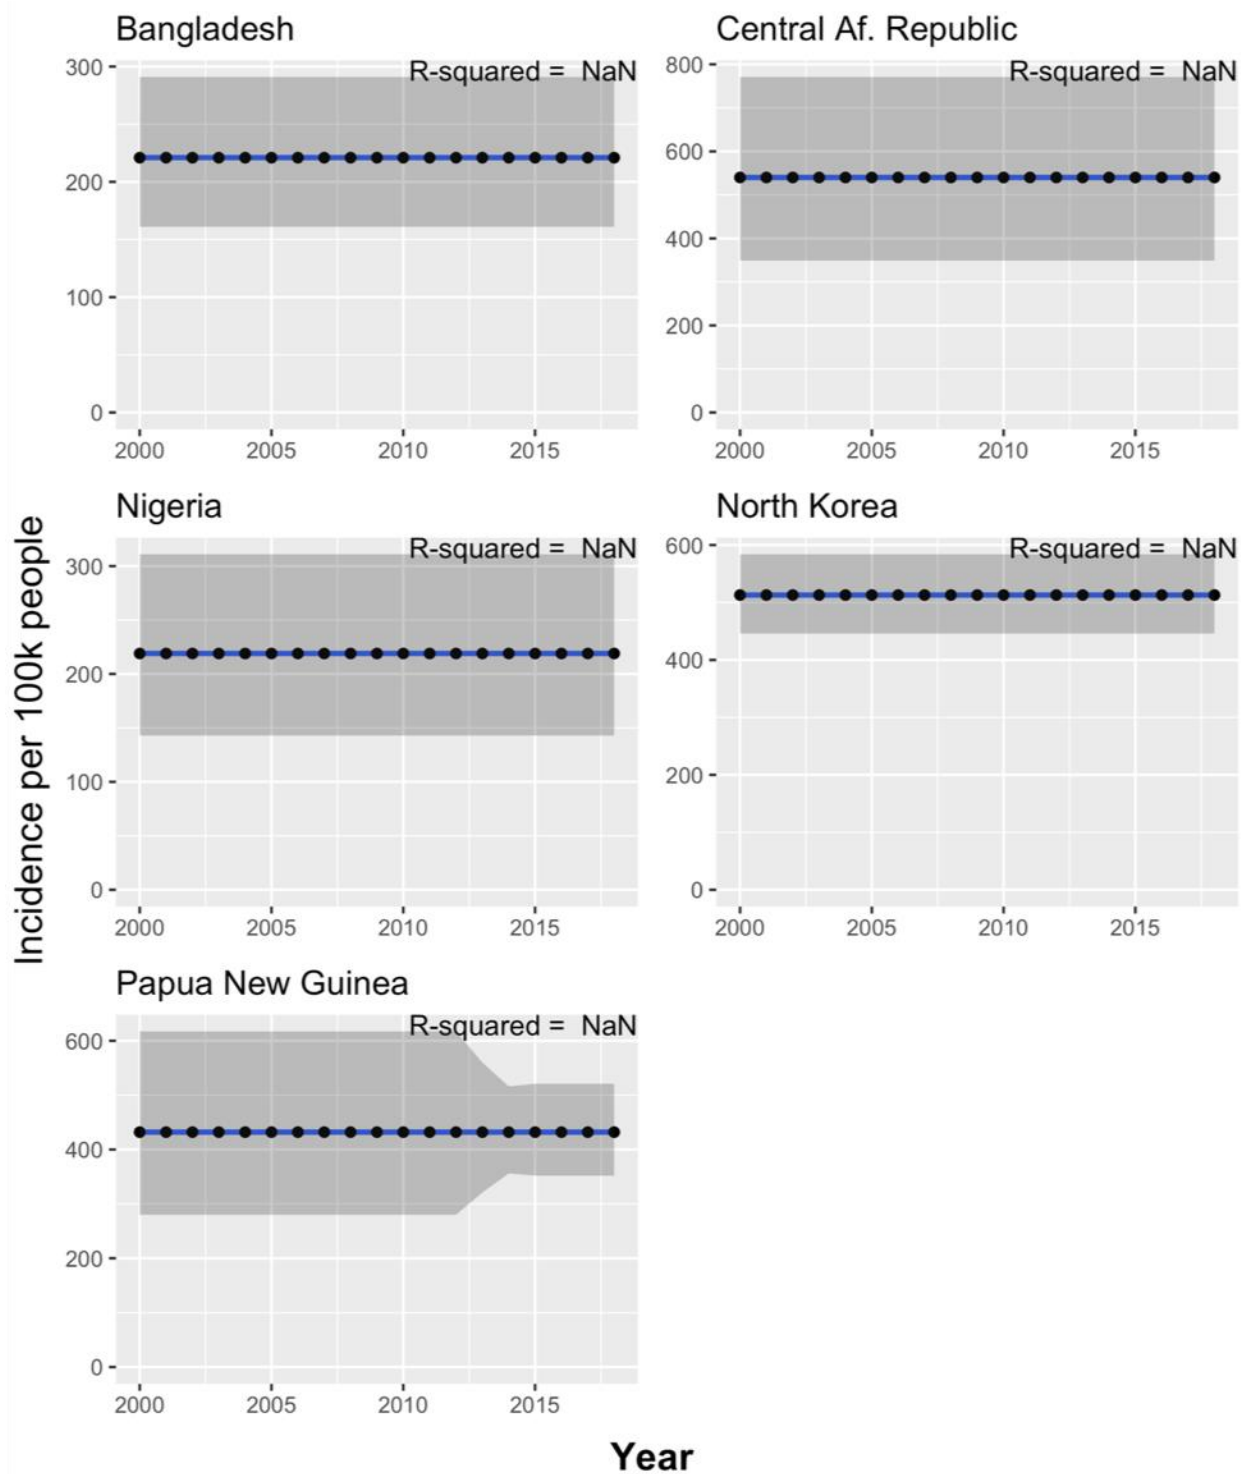 Bangladesh
R-squared = NaN
300
200
100
0
2000 2005 2010 2015
Central Af. Republic
R-squared = NaN
800
600
400
200
0
2000 2005 2010 2015
Nigeria
R-squared = NaN
300
200
100
0
2000 2005 2010 2015
North Korea
R-squared = NaN
600
400
200
0
2000 2005 2010 2015
Papua New Guinea
R-squared = NaN
600
400
200
0
2000 2005 2010 2015
Incidence per 100k people
Year